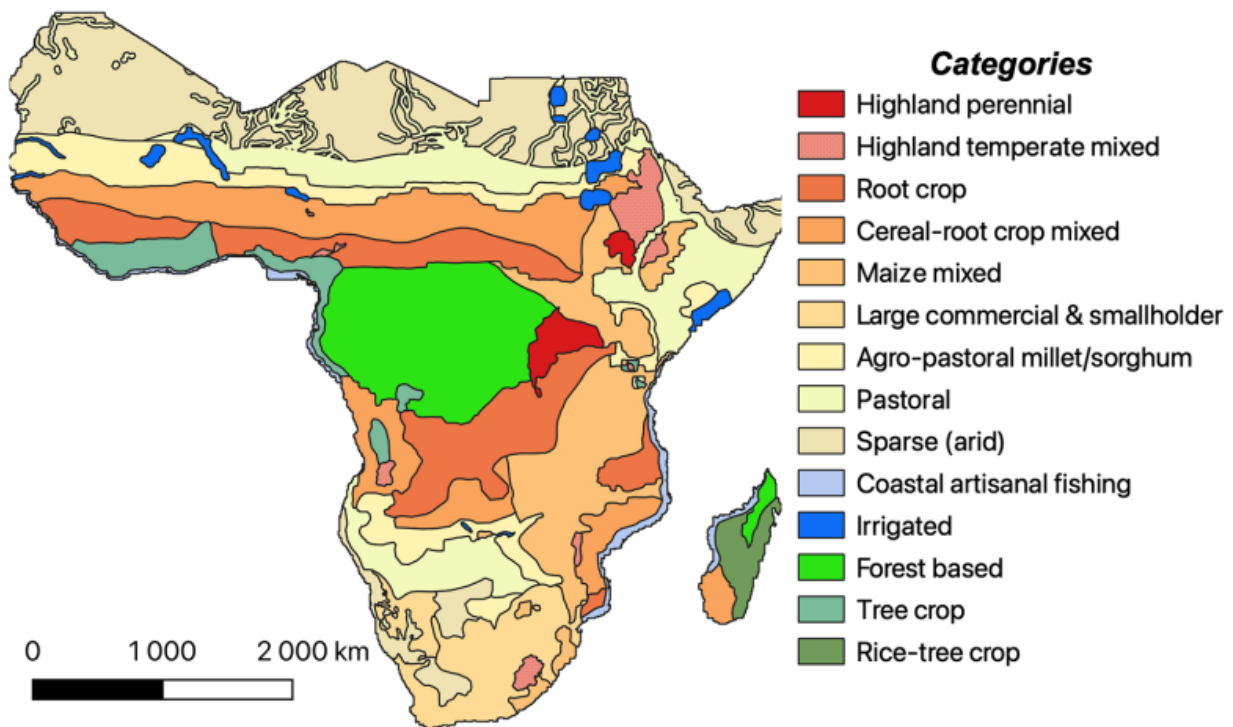 Categories
Highland perennial
Highland temperate mixed
Root crop
Cereal-root crop mixed
Maize mixed
Large commercial & smallholder
Agro-pastoral millet/sorghum
Pastoral
Sparse (arid)
Coastal artisanal fishing
Irrigated
Forest based
Tree crop
Rice-tree crop
0 1 000 2 000 km